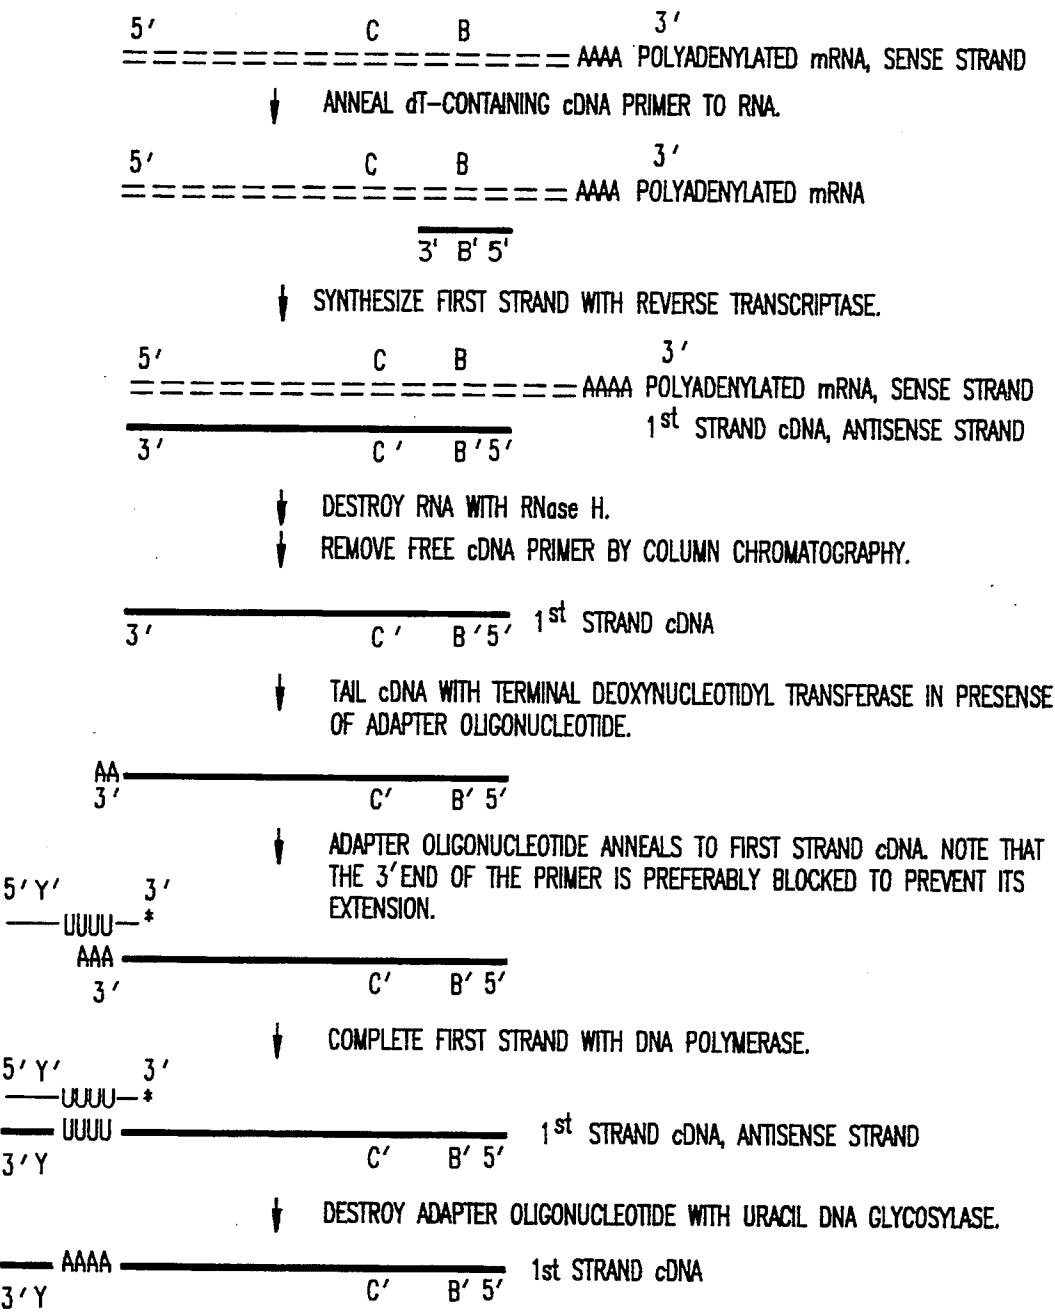 5′ C B 3′
AAAA POLYADENYLATED mRNA, SENSE STRAND
ANNEAL dT-CONTAINING cDNA PRIMER TO RNA.
5′ C B 3′
AAAA POLYADENYLATED mRNA
3′ B′ 5′
SYNTHESIZE FIRST STRAND WITH REVERSE TRANSCRIPTASE.
5′ C B 3′
AAAA POLYADENYLATED mRNA, SENSE STRAND
1st STRAND cDNA, ANTISENSE STRAND
3′ C′ B′ 5′
DESTROY RNA WITH RNase H.
REMOVE FREE cDNA PRIMER BY COLUMN CHROMATOGRAPHY.
1st STRAND cDNA
3′ C′ B′ 5′
TAIL cDNA WITH TERMINAL DEOXYNUCLEOTIDYL TRANSFERASE IN PRESENSE
OF ADAPTER OLIGONUCLEOTIDE.
AA
3′ C′ B′ 5′
ADAPTER OLIGONUCLEOTIDE ANNEALS TO FIRST STRAND cDNA. NOTE THAT
THE 3′ END OF THE PRIMER IS PREFERABLY BLOCKED TO PREVENT ITS
EXTENSION.
5′ Y′ 3′
UUUU *
AAA
3′ C′ B′ 5′
COMPLETE FIRST STRAND WITH DNA POLYMERASE.
5′ Y′ 3′
UUUU *
UUUU 1st STRAND cDNA, ANTISENSE STRAND
3′ Y C′ B′ 5′
DESTROY ADAPTER OLIGONUCLEOTIDE WITH URACIL DNA GLYCOSYLASE.
AAAA 1st STRAND cDNA
3′ Y C′ B′ 5′